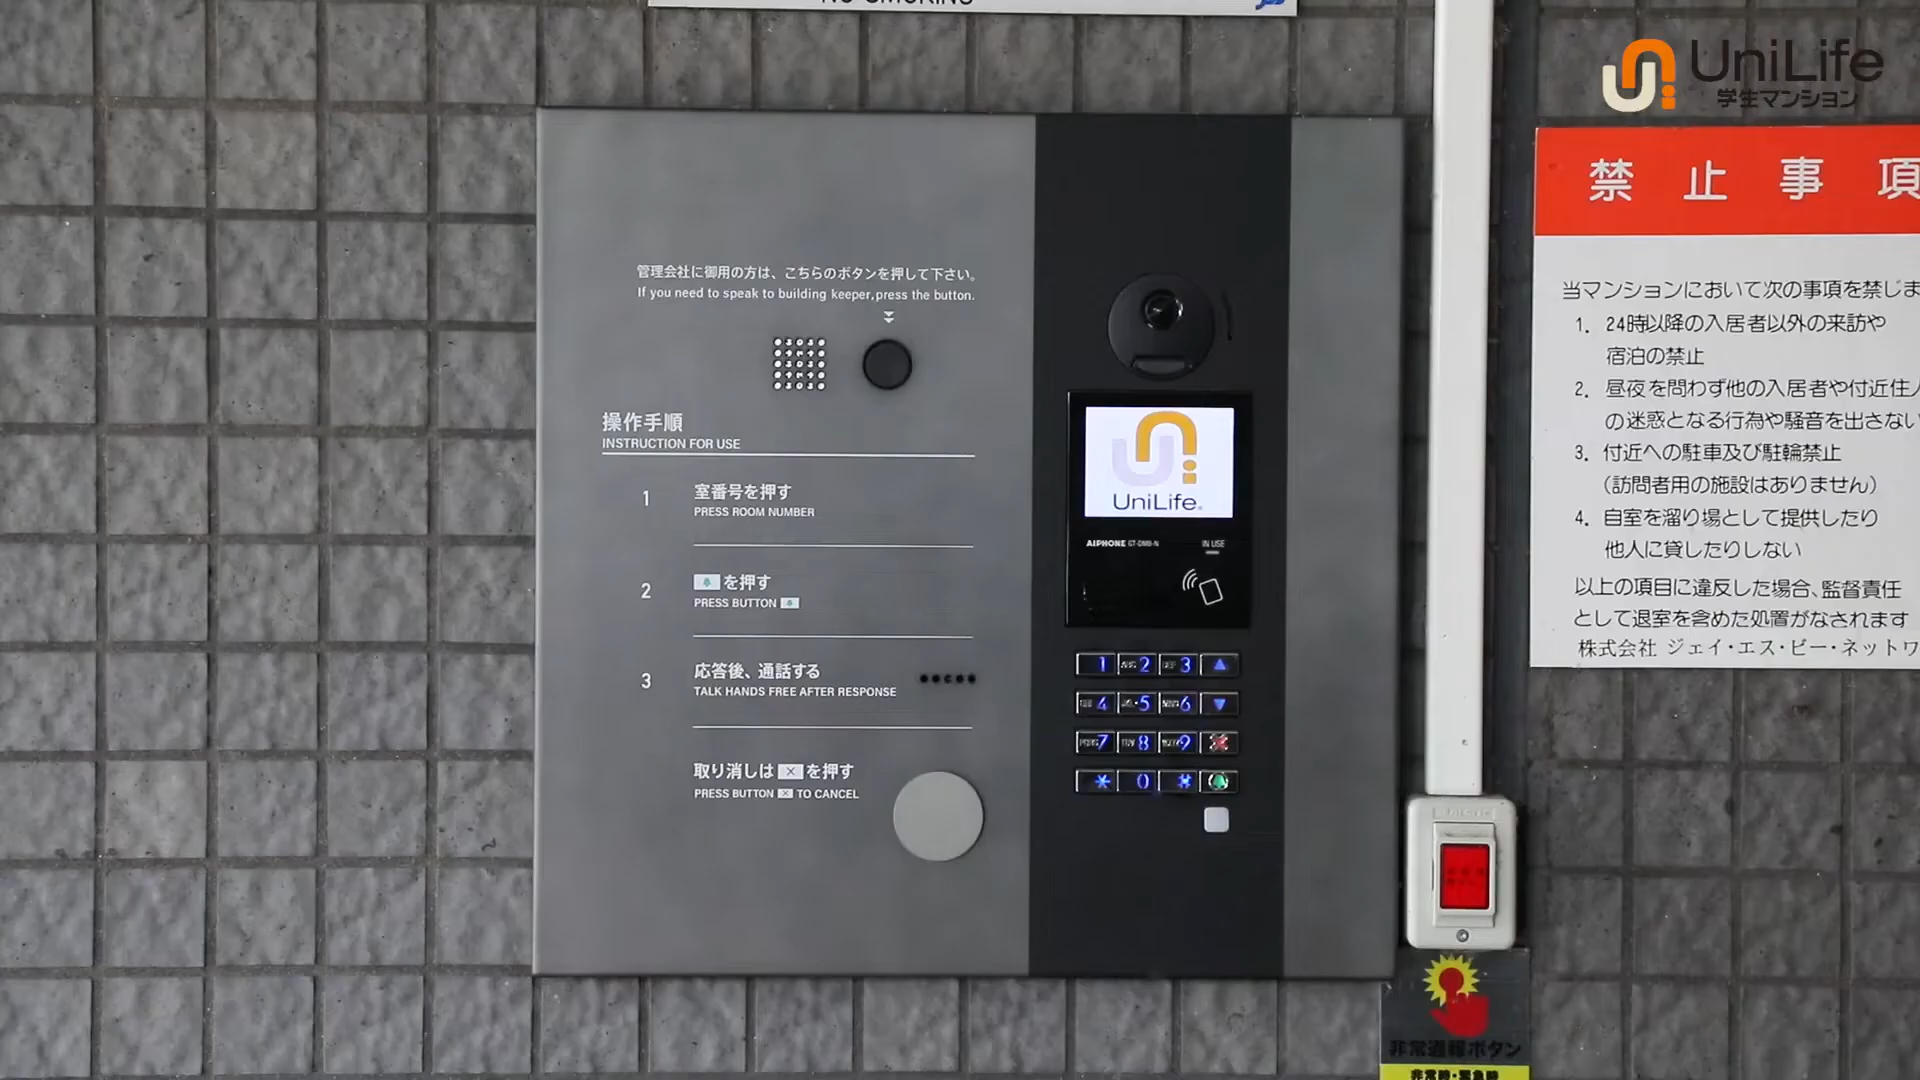 NO SMOKING
UniLife
学生マンション
管理会社に御用の方は、こちらのボタンを押して下さい。
If you need to speak to building keeper,press the button.
操作手順
INSTRUCTION FOR USE
1 室番号を押す
PRESS ROOM NUMBER
2 を押す
PRESS BUTTON
3 応答後、通話する
TALK HANDS FREE AFTER RESPONSE
取り消しは を押す
PRESS BUTTON TO CANCEL
UniLife
AIPHONE GT-DMB-N
IN USE
1 ABC 2 DEF 3
4 5 6
7 8 9
* 0 #
禁止事項
当マンションにおいて次の事項を禁じま
1. 24時以降の入居者以外の来訪や
宿泊の禁止
2. 昼夜を問わず他の入居者や付近住人
の迷惑となる行為や騒音を出さない
3. 付近への駐車及び駐輪禁止
(訪問者用の施設はありません)
4. 自室を溜り場として提供したり
他人に貸したりしない
以上の項目に違反した場合、監督責任
として退室を含めた処置がなされます
株式会社 ジェイ・エス・ビー・ネットワ
非常通報ボタン
非常時・緊急時